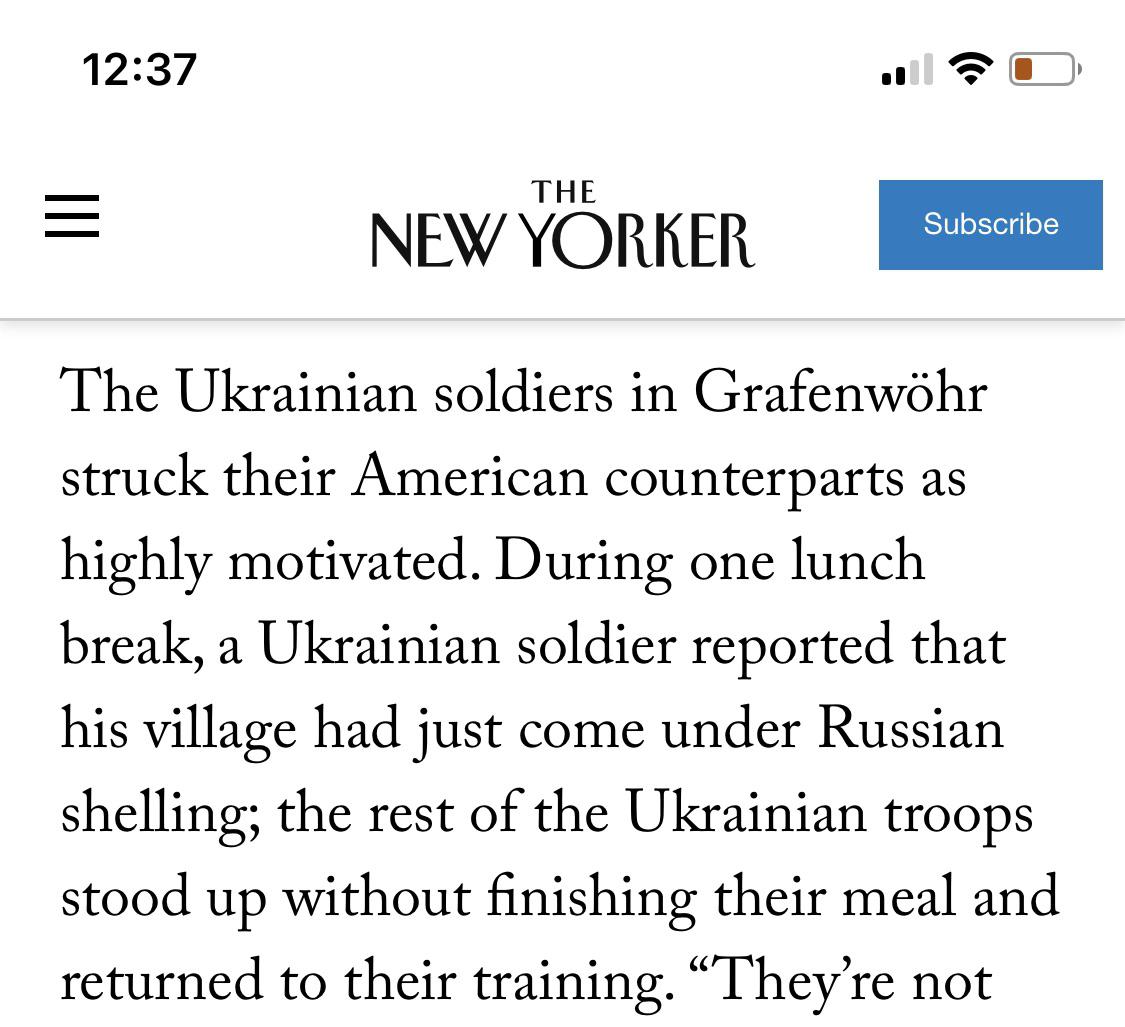 12:37
THE
NEW YORKER
Subscribe
The Ukrainian soldiers in Grafenwöhr
struck their American counterparts as
highly motivated. During one lunch
break, a Ukrainian soldier reported that
his village had just come under Russian
shelling; the rest of the Ukrainian troops
stood up without finishing their meal and
returned to their training. “They’re not